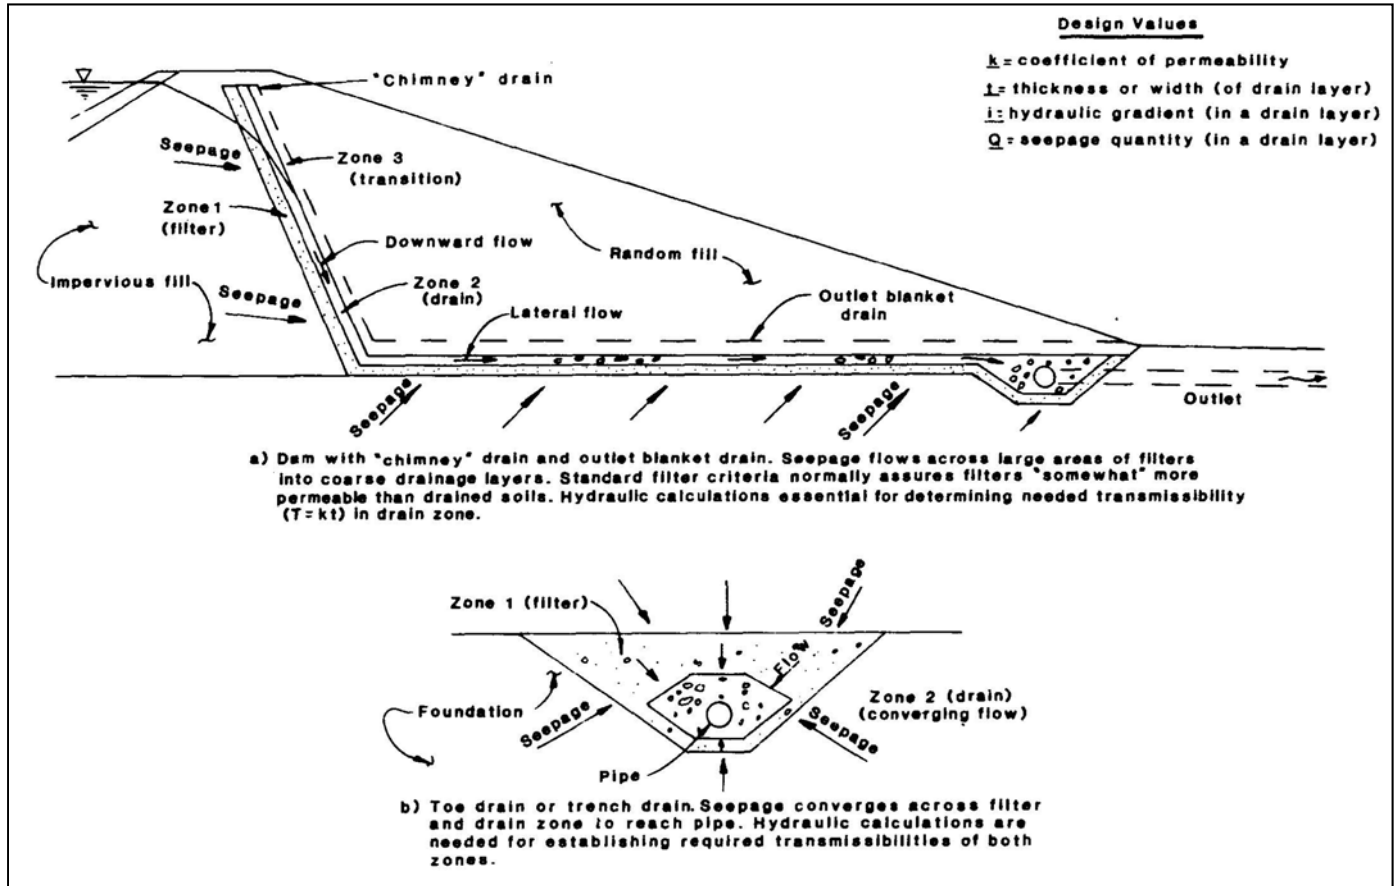 Design Values
k = coefficient of permeability
t = thickness or width (of drain layer)
i = hydraulic gradient (in a drain layer)
Q = seepage quantity (in a drain layer)
"Chimney" drain
Seepage
Zone 3
(transition)
Zone 1
(filter)
Downward flow
Random fill
Impervious fill
Seepage
Zone 2
(drain)
Outlet blanket
drain
Lateral flow
Seepage
Seepage
Outlet
a) Dam with "chimney" drain and outlet blanket drain. Seepage flows across large areas of filters
into coarse drainage layers. Standard filter criteria normally assures filters "somewhat" more
permeable than drained soils. Hydraulic calculations essential for determining needed transmissibility
(T = kt) in drain zone.
Zone 1 (filter)
Seepage
Flow
Foundation
Seepage
Zone 2 (drain)
(converging flow)
Seepage
Pipe
b) Toe drain or trench drain. Seepage converges across filter
and drain zone to reach pipe. Hydraulic calculations are
needed for establishing required transmissibilities of both
zones.